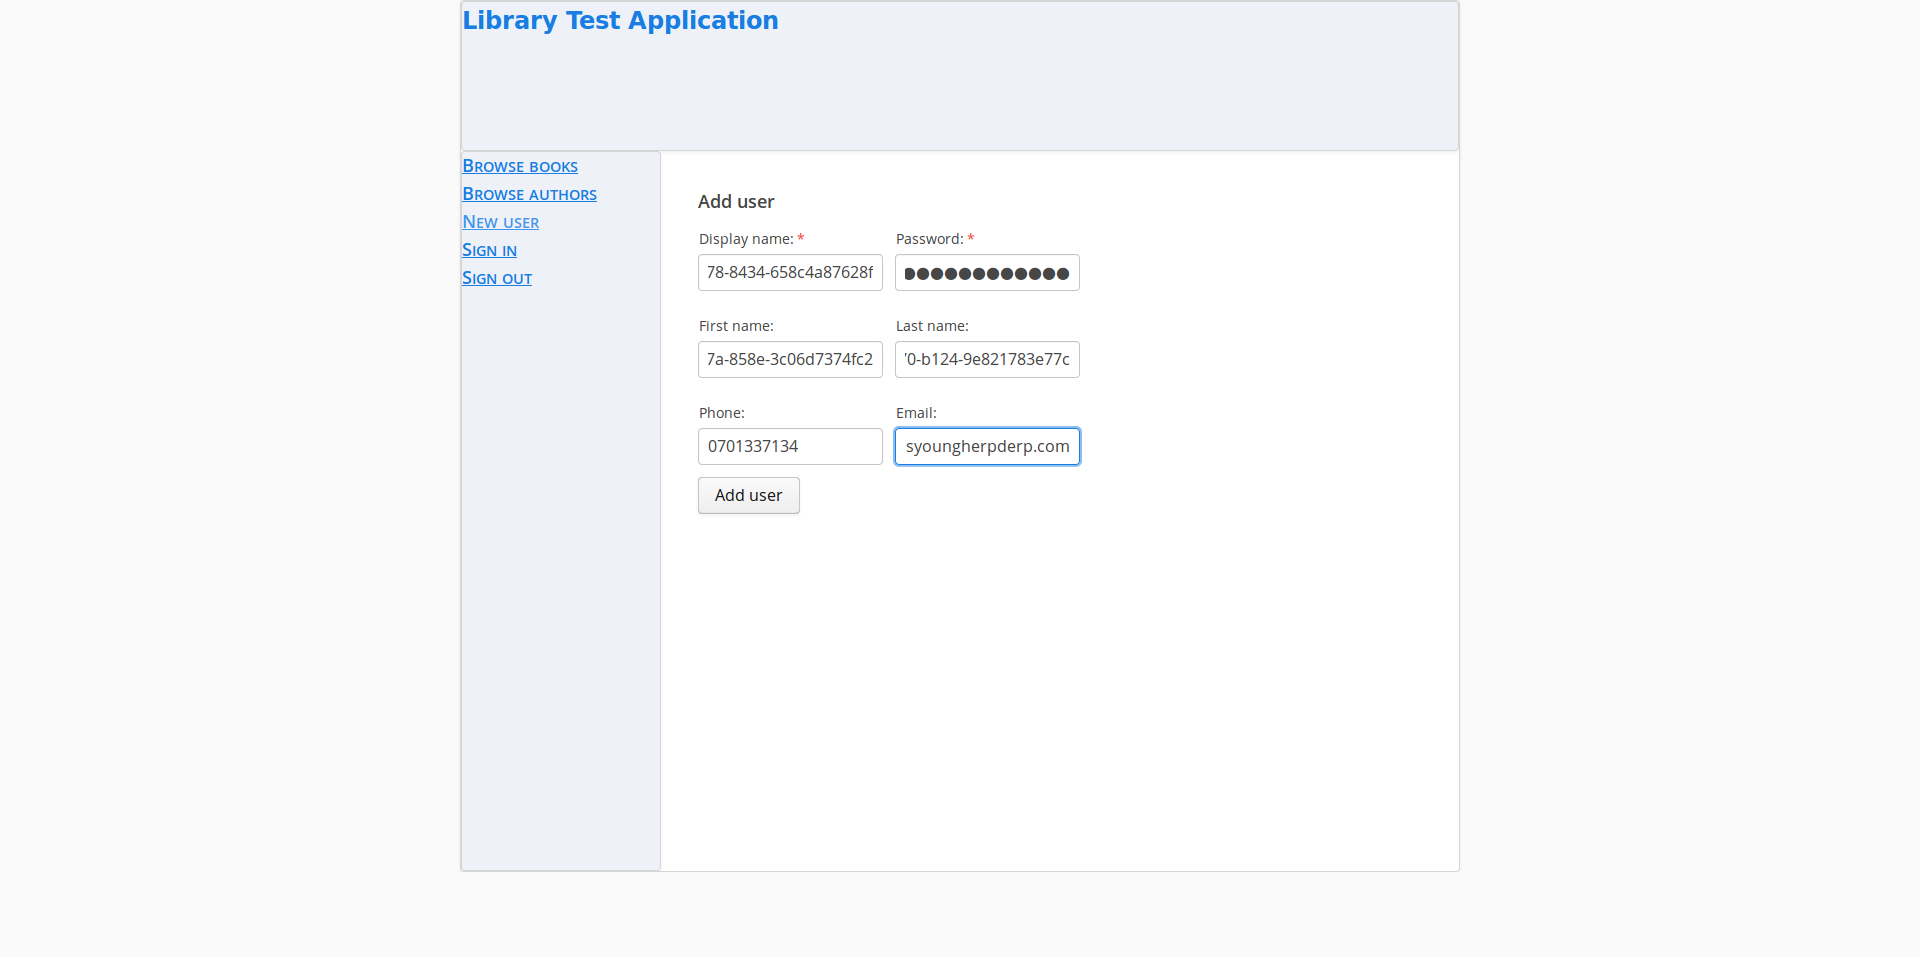 Library Test Application
Browse books
Browse authors
New user
Sign in
Sign out
Add user
Display name: * Password: *
78-8434-658c4a87628f ●●●●●●●●●●●●
First name: Last name:
7a-858e-3c06d7374fc2 0-b124-9e821783e77c
Phone: Email:
0701337134 syoungherpderp.com
Add user